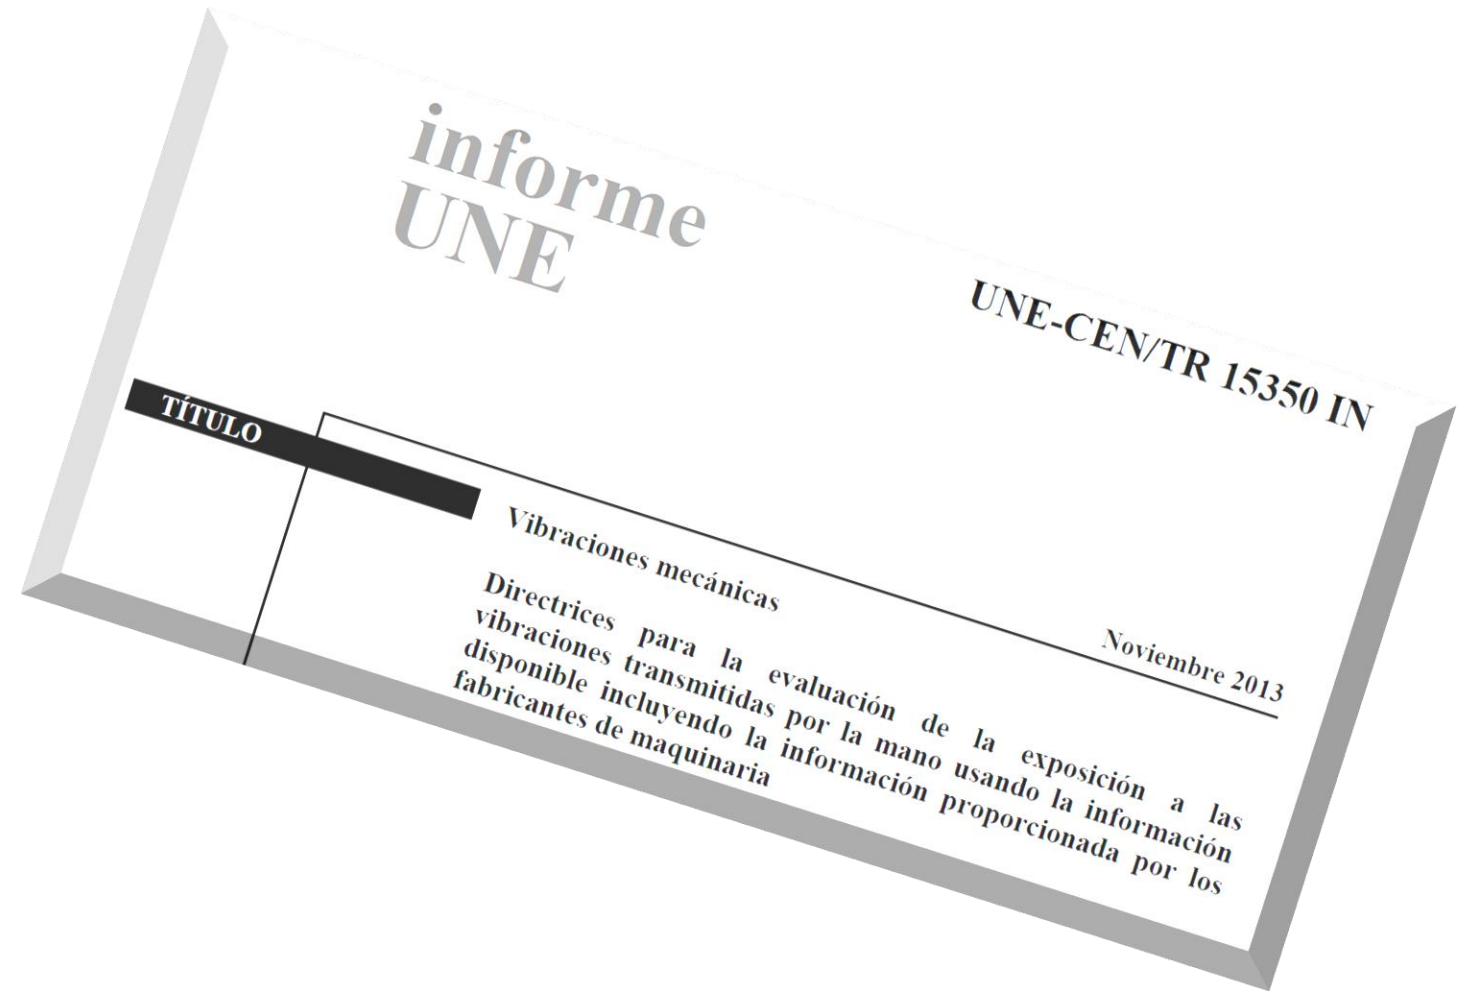 informe
UNE
UNE-CEN/TR 15350 IN
Noviembre 2013
TÍTULO
Vibraciones mecánicas
Directrices para la evaluación de la exposición a las
vibraciones transmitidas por la mano usando la información
disponible incluyendo la información proporcionada por los
fabricantes de maquinaria